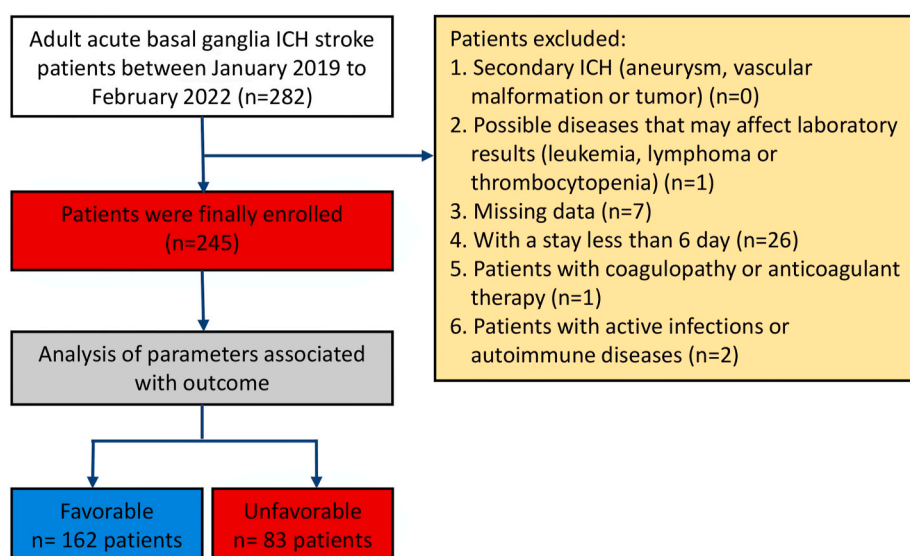 Adult acute basal ganglia ICH stroke
patients between January 2019 to
February 2022 (n=282)
Patients excluded:
1. Secondary ICH (aneurysm, vascular
malformation or tumor) (n=0)
2. Possible diseases that may affect laboratory
results (leukemia, lymphoma or
thrombocytopenia) (n=1)
3. Missing data (n=7)
4. With a stay less than 6 day (n=26)
5. Patients with coagulopathy or anticoagulant
therapy (n=1)
6. Patients with active infections or
autoimmune diseases (n=2)
Patients were finally enrolled
(n=245)
Analysis of parameters associated
with outcome
Favorable
n= 162 patients
Unfavorable
n= 83 patients